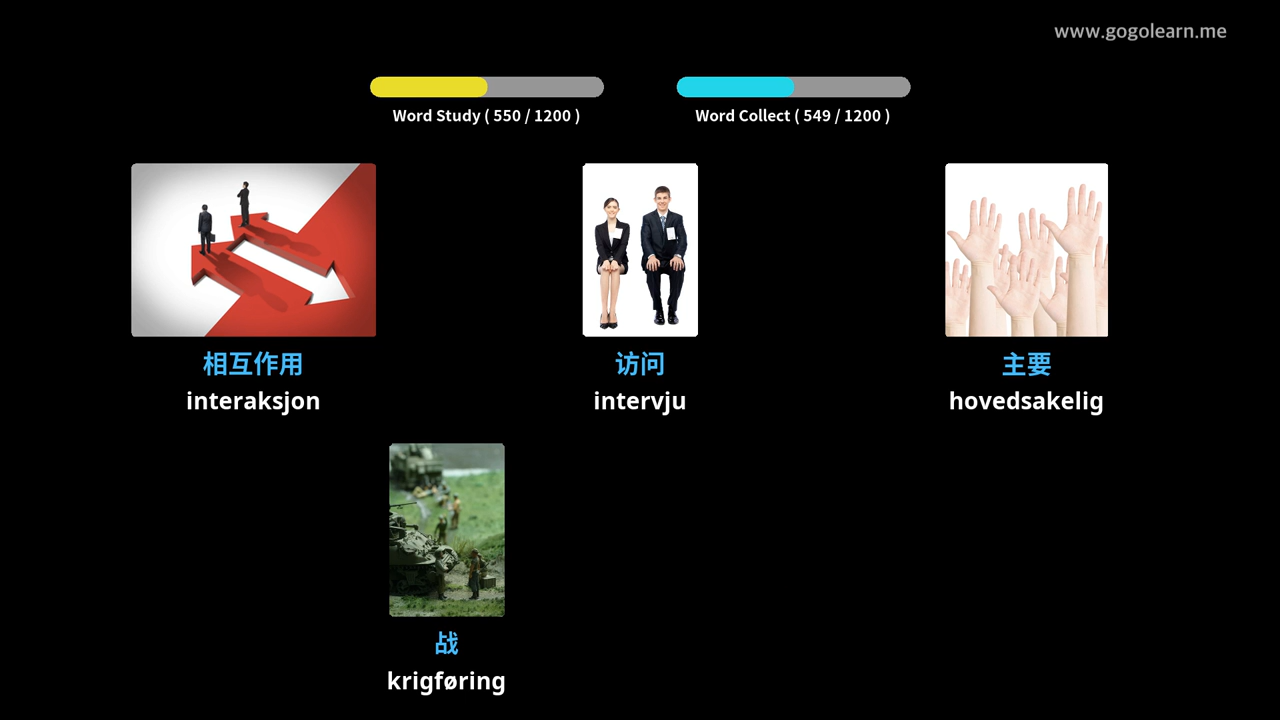 www.gogolearn.me
Word Study ( 550 / 1200 )
Word Collect ( 549 / 1200 )
相互作用
interaksjon
访问
intervju
主要
hovedsakelig
战
krigføring